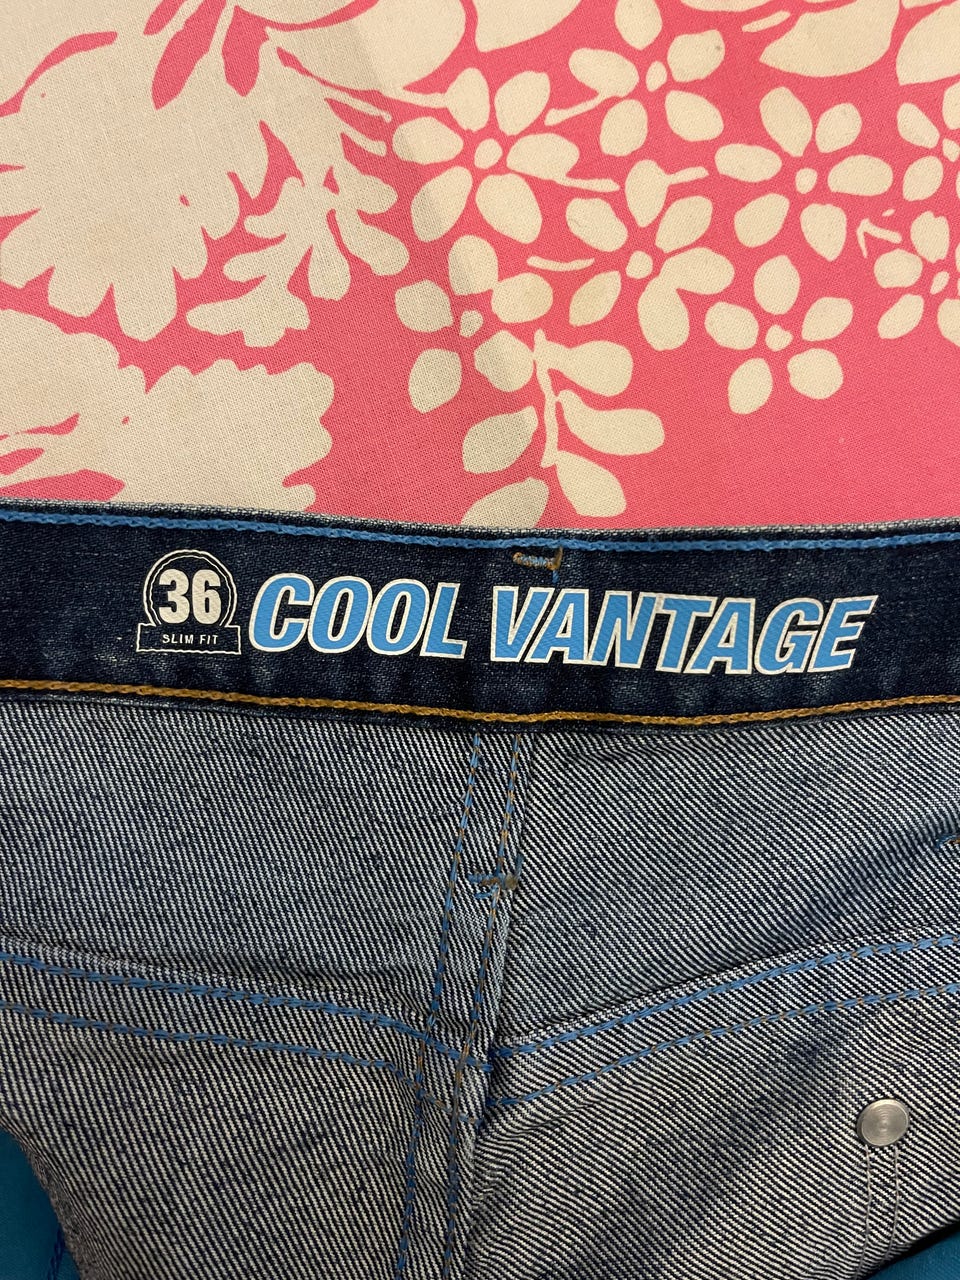 36
SLIM FIT
COOL VANTAGE